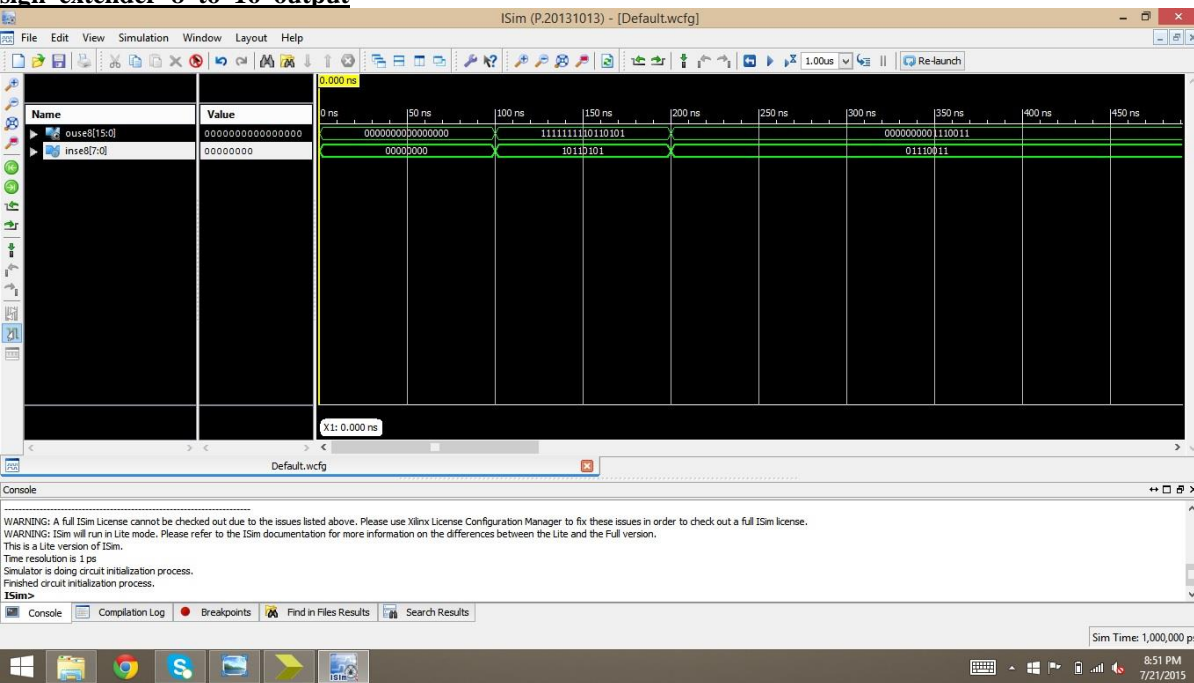 sign extender 8 to 16 output
ISim (P.20131013) - [Default.wcfg]
File Edit View Simulation Window Layout Help
1.00us Re-launch
0.000 ns
Name Value 0 ns 50 ns 100 ns 150 ns 200 ns 250 ns 300 ns 350 ns 400 ns 450 ns
ouse8[15:0] 0000000000000000 0000000000000000 1111111110110101 0000000001110011
inse8[7:0] 00000000 00000000 10110101 01110011
X1: 0.000 ns
Default.wcfg
Console
WARNING: A full ISim License cannot be checked out due to the issues listed above. Please use Xilinx License Configuration Manager to fix these issues in order to check out a full ISim license.
WARNING: ISim will run in Lite mode. Please refer to the ISim documentation for more information on the differences between the Lite and the Full version.
This is a Lite version of ISim.
Time resolution is 1 ps
Simulator is doing circuit initialization process.
Finished circuit initialization process.
ISim>
Console Compilation Log Breakpoints Find in Files Results Search Results
Sim Time: 1,000,000 p
ISim
8:51 PM
7/21/2015